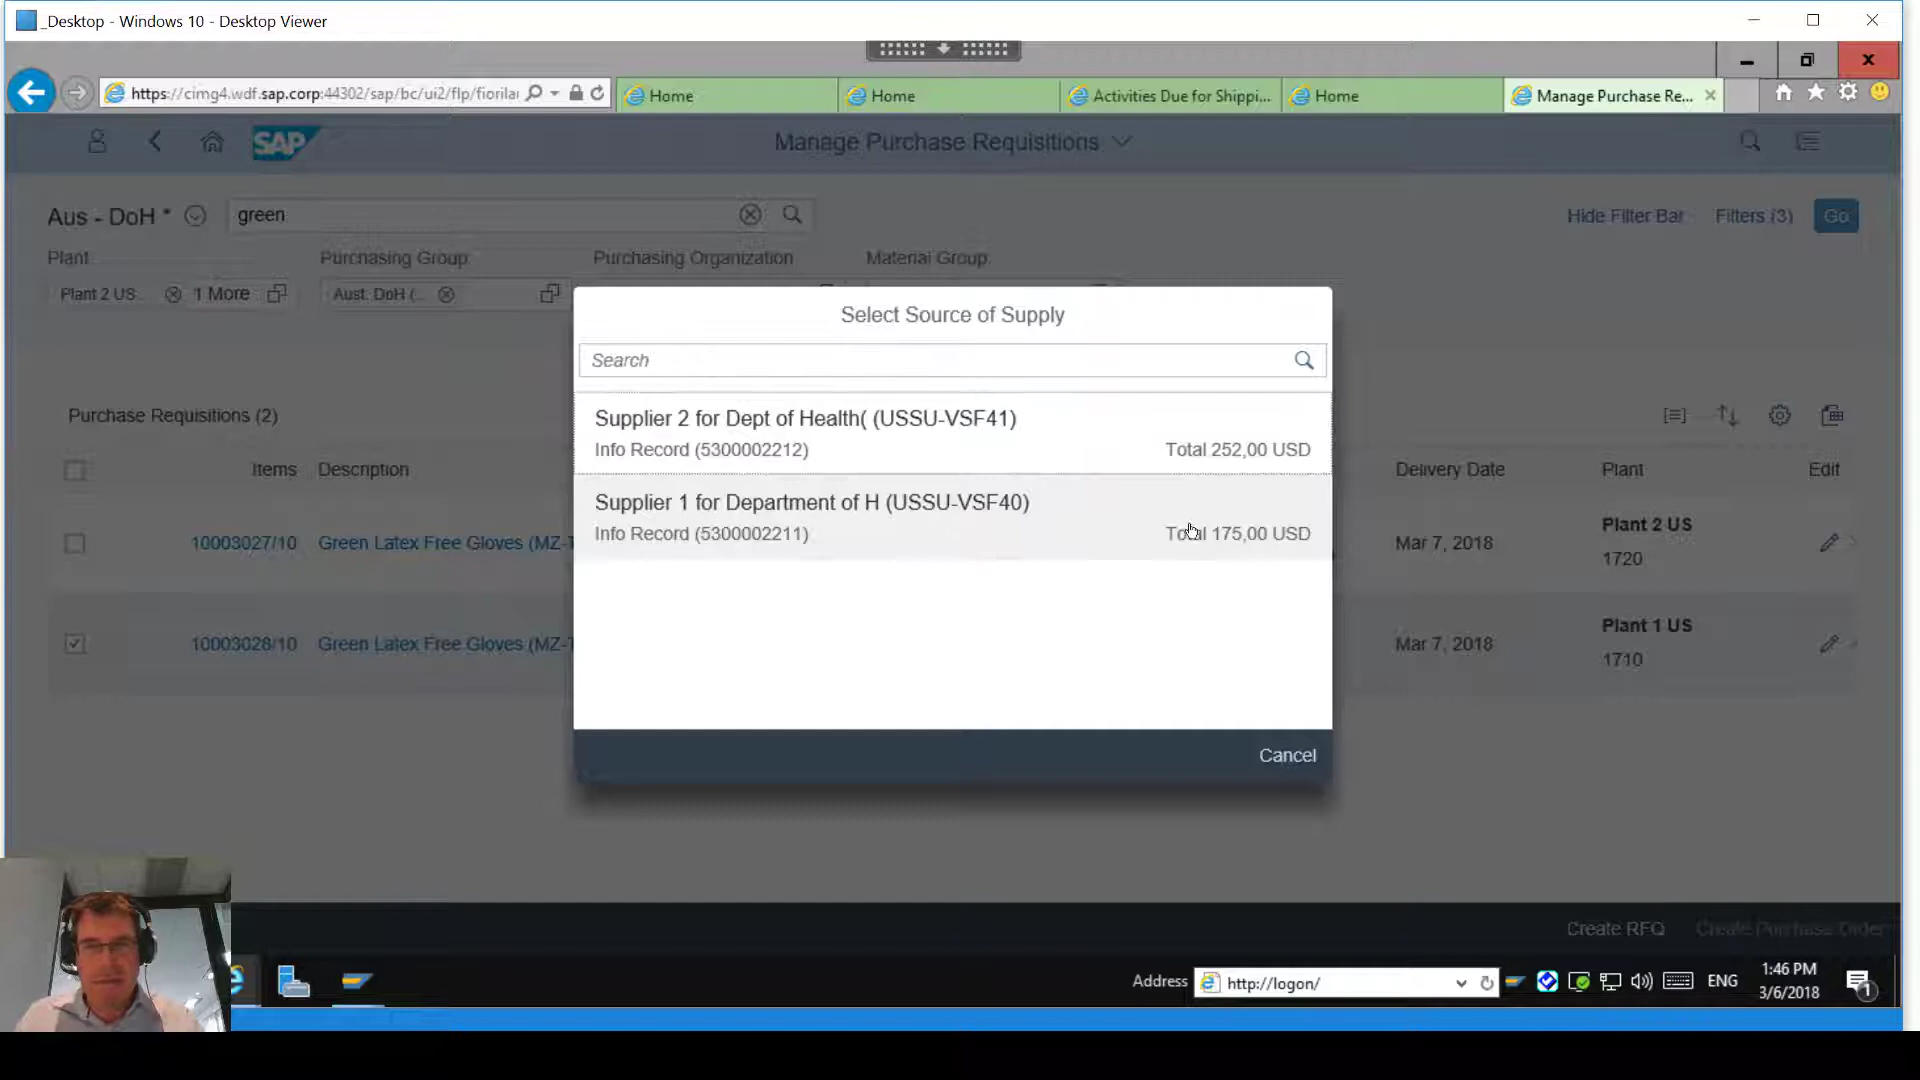 _Desktop - Windows 10 - Desktop Viewer
https://cimg4.wdf.sap.corp:44302/sap/bc/ui2/flp/fiorila
Home
Home
Activities Due for Shippi...
Home
Manage Purchase Re...
SAP
Manage Purchase Requisitions
Aus - DoH *
green
Hide Filter Bar
Filters (3)
Go
Plant
Purchasing Group
Purchasing Organization
Material Group
Plant 2 US
1 More
Aust. DoH (...
Select Source of Supply
Search
Supplier 2 for Dept of Health( (USSU-VSF41)
Info Record (5300002212)
Total 252,00 USD
Supplier 1 for Department of H (USSU-VSF40)
Info Record (5300002211)
Total 175,00 USD
Cancel
Purchase Requisitions (2)
Items
Description
Delivery Date
Plant
Edit
10003027/10
Green Latex Free Gloves (MZ-T
Mar 7, 2018
Plant 2 US
1720
10003028/10
Green Latex Free Gloves (MZ-T
Mar 7, 2018
Plant 1 US
1710
Create RFQ
Create Purchase Order
Address
http://logon/
ENG
1:46 PM
3/6/2018
1